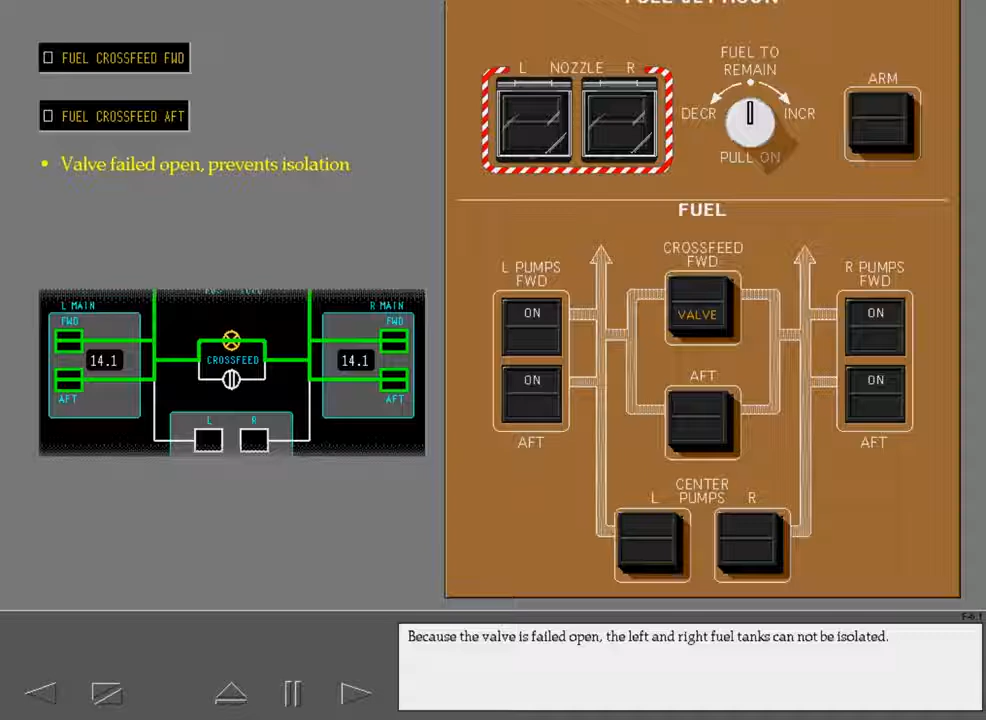 FUEL CROSSFEED FWD
FUEL CROSSFEED AFT
• Valve failed open, prevents isolation
L MAIN
R MAIN
FWD
FWD
14.1
CROSSFEED
14.1
AFT
AFT
L
R
L NOZZLE R
FUEL TO
REMAIN
DECR
INCR
PULL ON
ARM
FUEL
L PUMPS
FWD
CROSSFEED
FWD
R PUMPS
FWD
ON
VALVE
ON
ON
AFT
ON
AFT
AFT
CENTER
L PUMPS R
Because the valve is failed open, the left and right fuel tanks can not be isolated.